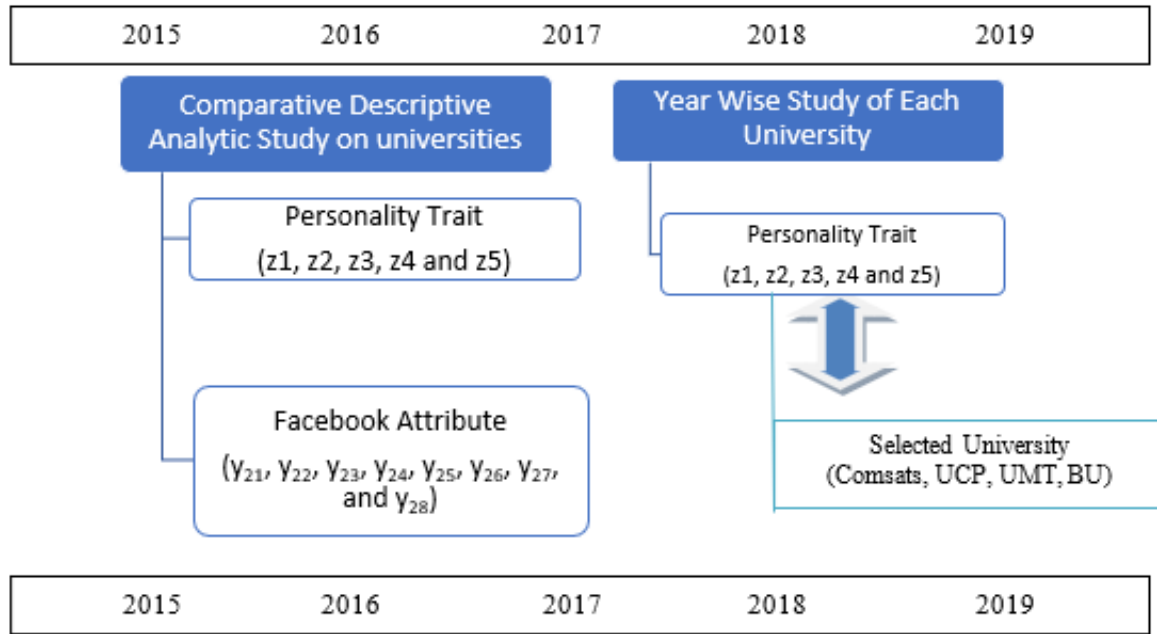 2015 2016 2017 2018 2019
Comparative Descriptive
Analytic Study on universities
Personality Trait
(z1, z2, z3, z4 and z5)
Facebook Attribute
(y₂₁, y₂₂, y₂₃, y₂₄, y₂₅, y₂₆, y₂₇,
and y₂₈)
Year Wise Study of Each
University
Personality Trait
(z1, z2, z3, z4 and z5)
Selected University
(Comsats, UCP, UMT, BU)
2015 2016 2017 2018 2019